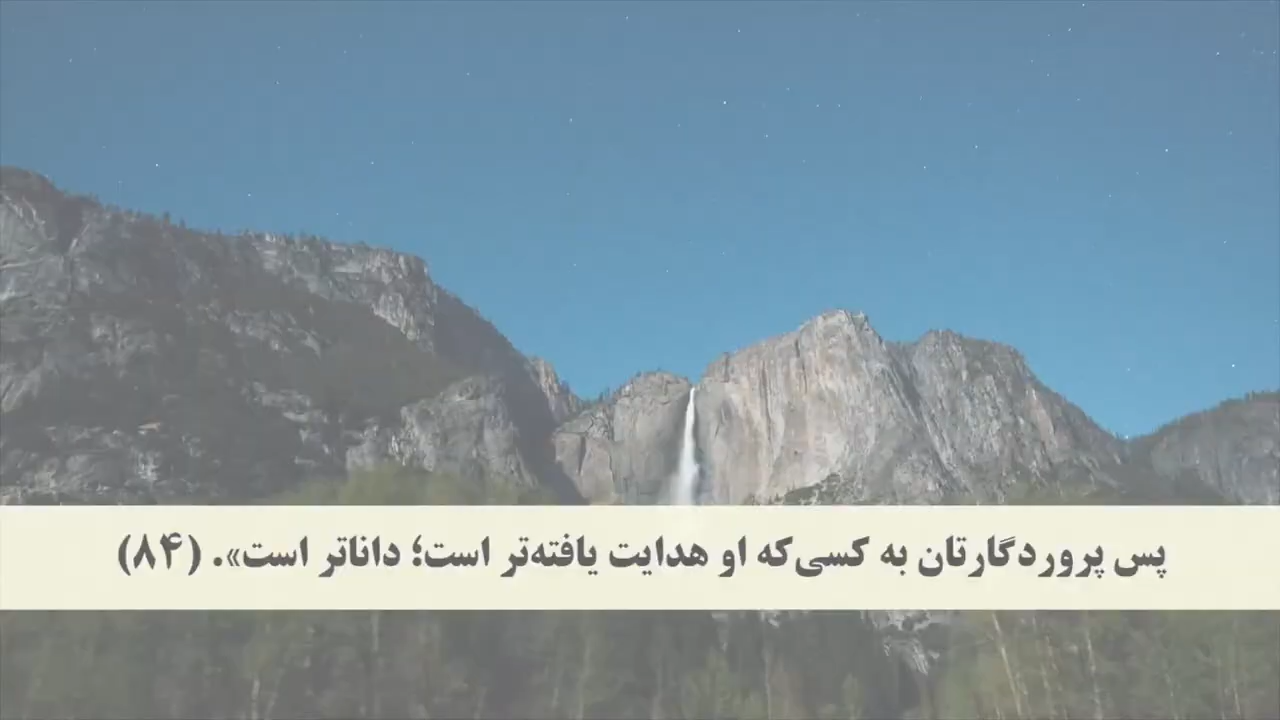 پس پروردگارتان به کسی‌که او هدایت یافته‌تر است؛ داناتر است». (۸۴)